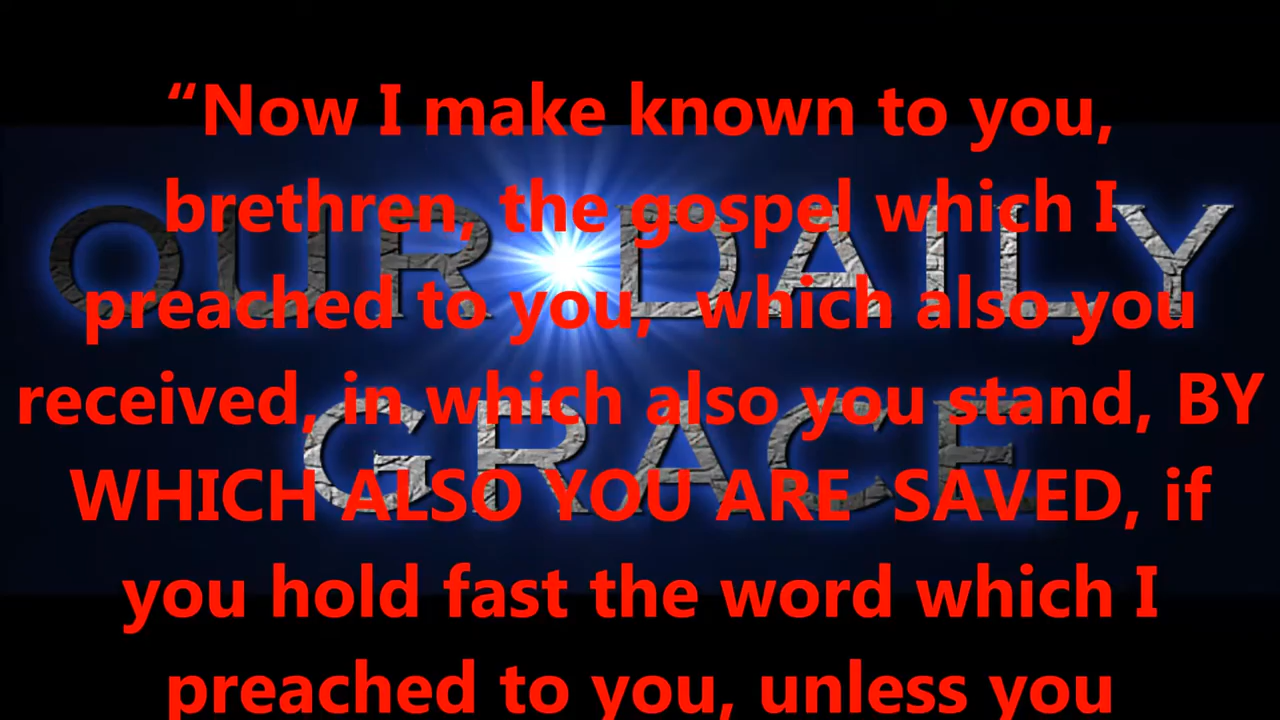 “Now I make known to you,
brethren, the gospel which I
preached to you, which also you
received, in which also you stand, BY
WHICH ALSO YOU ARE SAVED, if
you hold fast the word which I
preached to you, unless you
OUR DAILY
GRACE